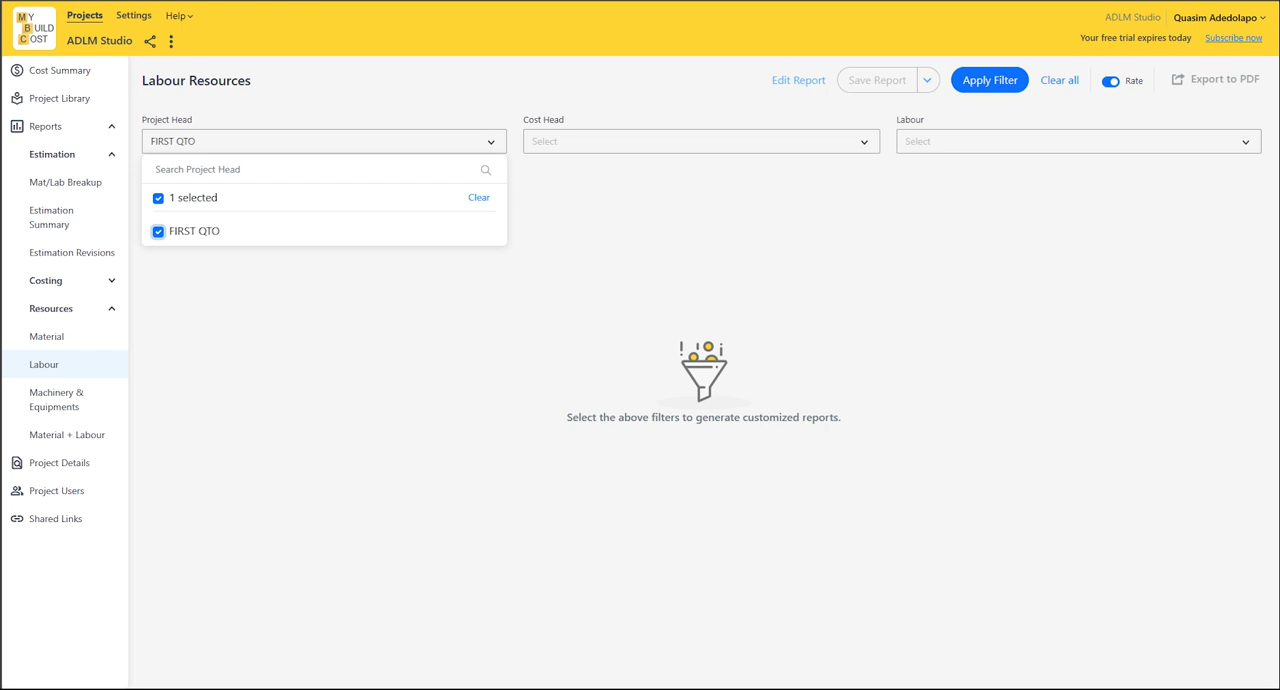 MY
BUILD
COST
Projects
Settings
Help
ADLM Studio
ADLM Studio
Quasim Adedolapo
Your free trial expires today
Subscribe now
Cost Summary
Project Library
Reports
Estimation
Mat/Lab Breakup
Estimation
Summary
Estimation Revisions
Costing
Resources
Material
Labour
Machinery &
Equipments
Material + Labour
Project Details
Project Users
Shared Links
Labour Resources
Edit Report
Save Report
Apply Filter
Clear all
Rate
Export to PDF
Project Head
FIRST QTO
Search Project Head
1 selected
Clear
FIRST QTO
Cost Head
Select
Labour
Select
Select the above filters to generate customized reports.